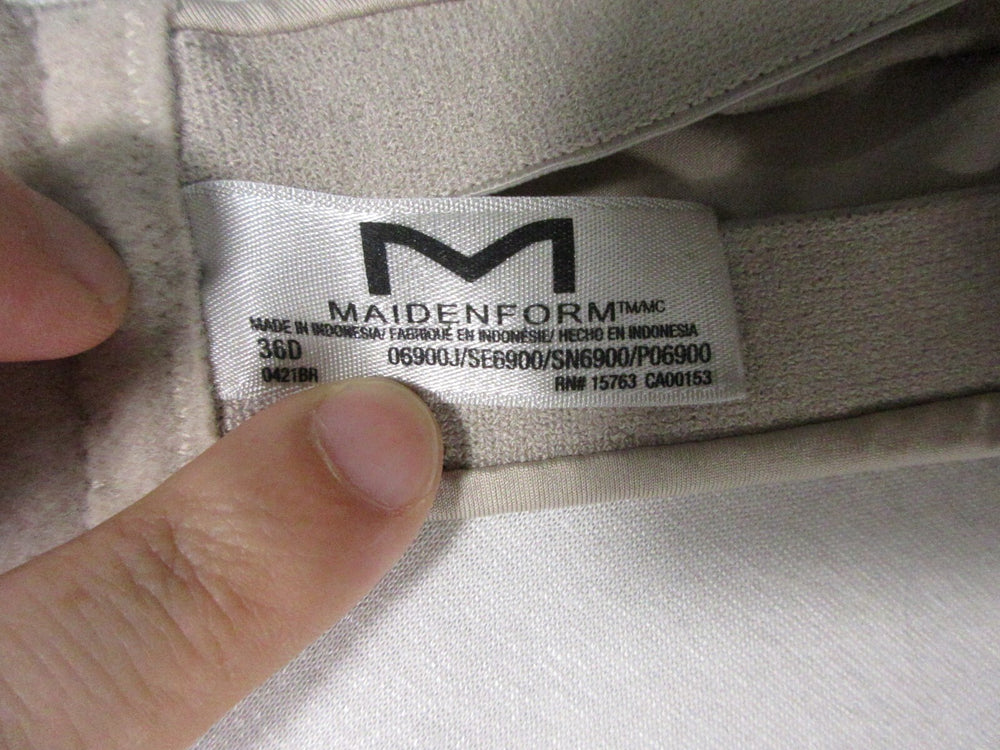 M
MAIDENFORM™/MC
MADE IN INDONESIA/ FABRIQUÉ EN INDONÉSIE/ HECHO EN INDONESIA
36D 06900J/SE6900/SN6900/P06900
0421BR RN# 15763 CA00153